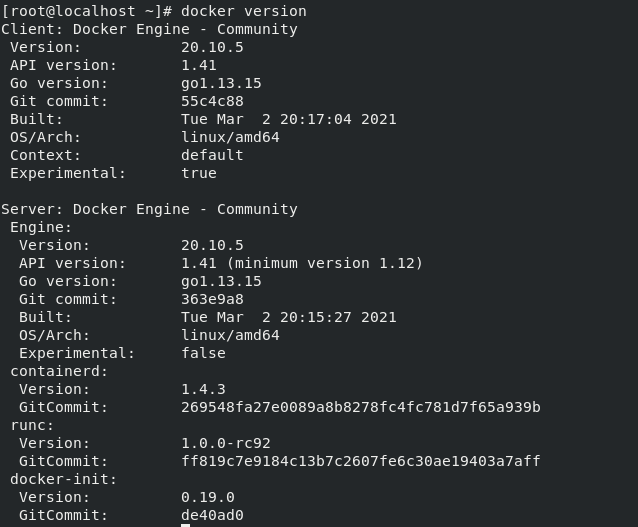 [root@localhost ~]# docker version
Client: Docker Engine - Community
 Version:           20.10.5
 API version:       1.41
 Go version:        go1.13.15
 Git commit:        55c4c88
 Built:             Tue Mar  2 20:17:04 2021
 OS/Arch:           linux/amd64
 Context:           default
 Experimental:      true

Server: Docker Engine - Community
 Engine:
  Version:          20.10.5
  API version:      1.41 (minimum version 1.12)
  Go version:       go1.13.15
  Git commit:       363e9a8
  Built:            Tue Mar  2 20:15:27 2021
  OS/Arch:          linux/amd64
  Experimental:     false
 containerd:
  Version:          1.4.3
  GitCommit:        269548fa27e0089a8b8278fc4fc781d7f65a939b
 runc:
  Version:          1.0.0-rc92
  GitCommit:        ff819c7e9184c13b7c2607fe6c30ae19403a7aff
 docker-init:
  Version:          0.19.0
  GitCommit:        de40ad0